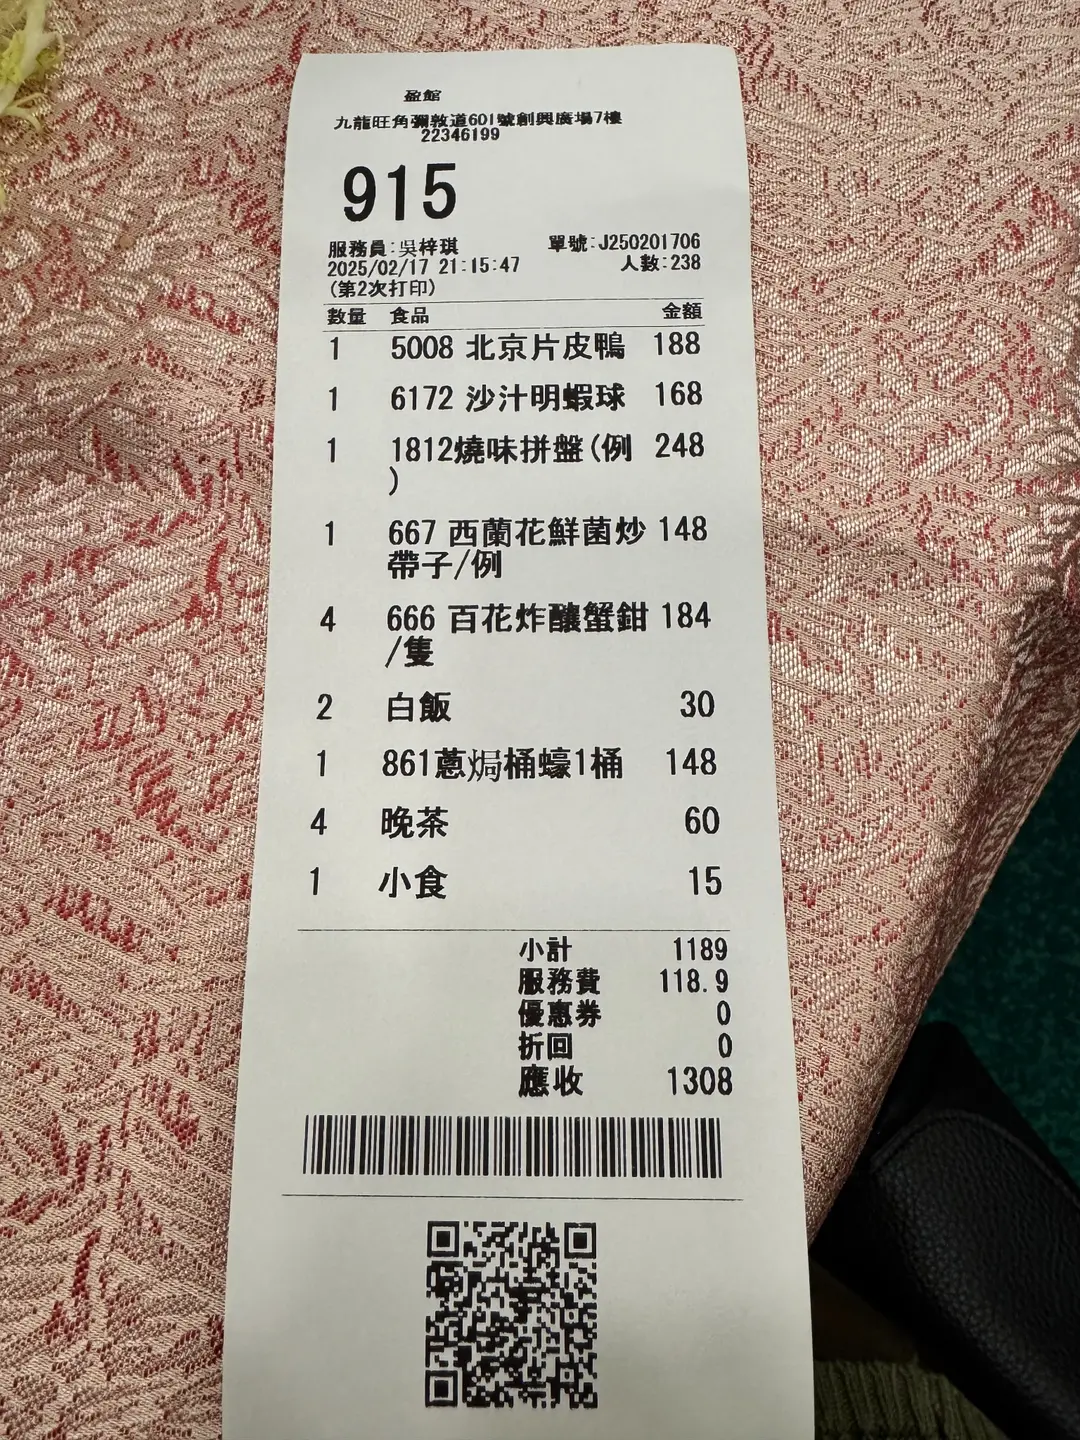 盈館
九龍旺角彌敦道601號創興廣場7樓
22346199
915
服務員:吳梓琪 單號:J250201706
2025/02/17 21:15:47 人數:238
(第2次打印)
數量 食品 金額
1 5008 北京片皮鴨 188
1 6172 沙汁明蝦球 168
1 1812燒味拼盤(例 248
)
1 667 西蘭花鮮菌炒 148
帶子/例
4 666 百花炸釀蟹鉗 184
/隻
2 白飯 30
1 861蔥焗桶蠔1桶 148
4 晚茶 60
1 小食 15
小計 1189
服務費 118.9
優惠券 0
折回 0
應收 1308